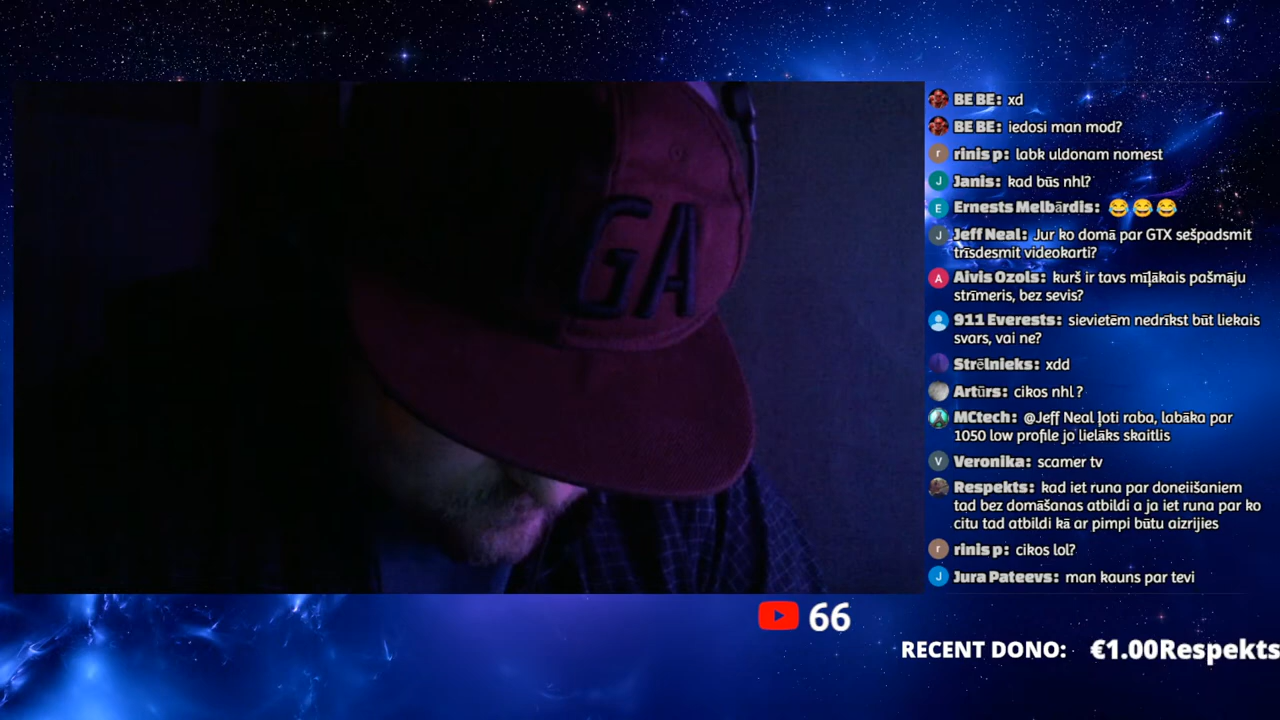 GA
BE BE: xd
BE BE: iedosi man mod?
r rinis p: labk uldonam nomest
J Janis: kad būs nhl?
E Ernests Melbārdis: 😂😂😂
J Jeff Neal: Jur ko domā par GTX sešpadsmit
trīsdesmit videokarti?
A Aivis Ozols: kurš ir tavs mīļākais pašmāju
strīmeris, bez sevis?
911 Everests: sievietēm nedrīkst būt liekais
svars, vai ne?
Strēlnieks: xdd
Artūrs: cikos nhl ?
MCtech: @Jeff Neal ļoti raba, labāka par
1050 low profile jo lielāks skaitlis
V Veronika: scamer tv
Respekts: kad iet runa par doneiišaniem
tad bez domāšanas atbildi a ja iet runa par ko
citu tad atbildi kā ar pimpi būtu aizrijies
r rinis p: cikos lol?
J Jura Pateevs: man kauns par tevi
66
RECENT DONO: €1.00Respekts